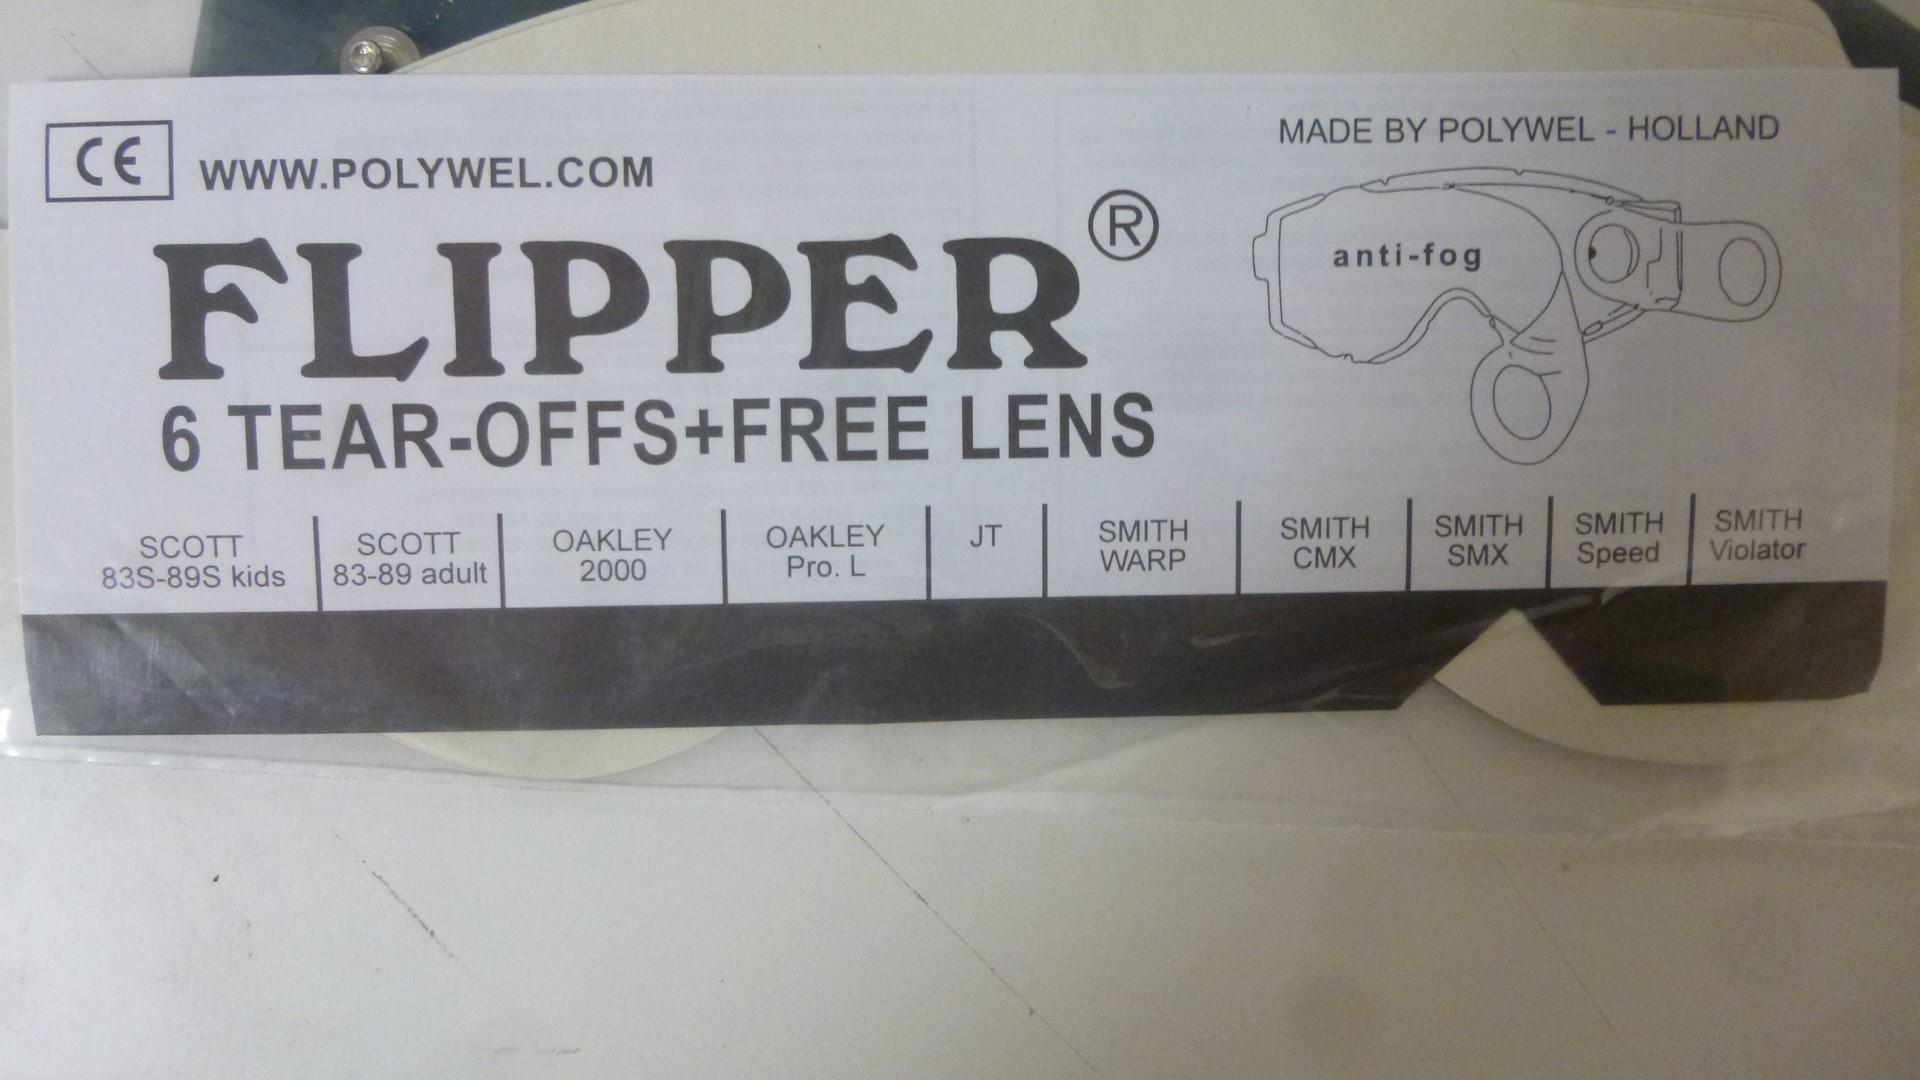 CE
WWW.POLYWEL.COM
MADE BY POLYWEL - HOLLAND
FLIPPER®
anti-fog
6 TEAR-OFFS+FREE LENS
SCOTT
83S-89S kids
SCOTT
83-89 adult
OAKLEY
2000
OAKLEY
Pro. L
JT
SMITH
WARP
SMITH
CMX
SMITH
SMX
SMITH
Speed
SMITH
Violator